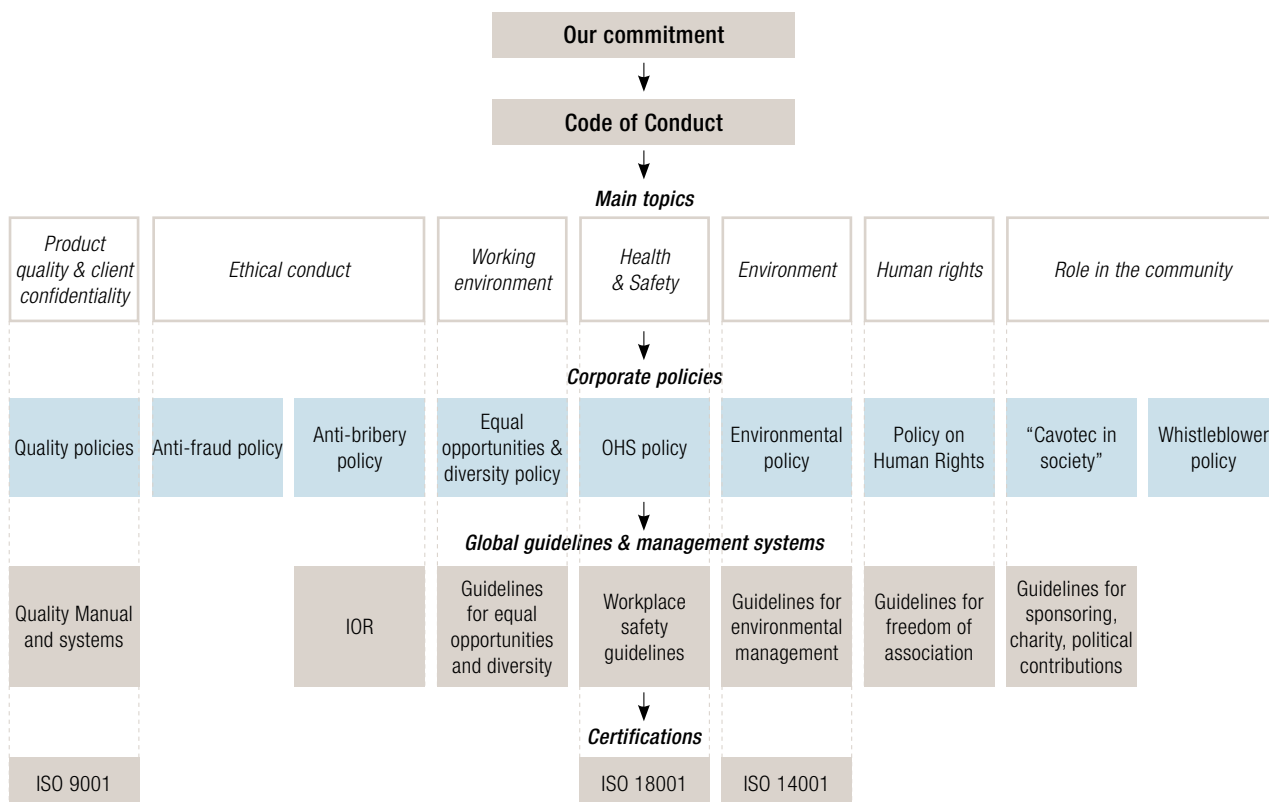 Our commitment
Code of Conduct
Main topics
Product
quality & client
confidentiality
Ethical conduct
Working
environment
Health
& Safety
Environment
Human rights
Role in the community
Corporate policies
Quality policies
Anti-fraud policy
Anti-bribery
policy
Equal
opportunities &
diversity policy
OHS policy
Environmental
policy
Policy on
Human Rights
“Cavotec in
society”
Whistleblower
policy
Global guidelines & management systems
Quality Manual
and systems
IOR
Guidelines
for equal
opportunities
and diversity
Workplace
safety
guidelines
Guidelines for
environmental
management
Guidelines for
freedom of
association
Guidelines for
sponsoring,
charity, political
contributions
Certifications
ISO 9001
ISO 18001
ISO 14001